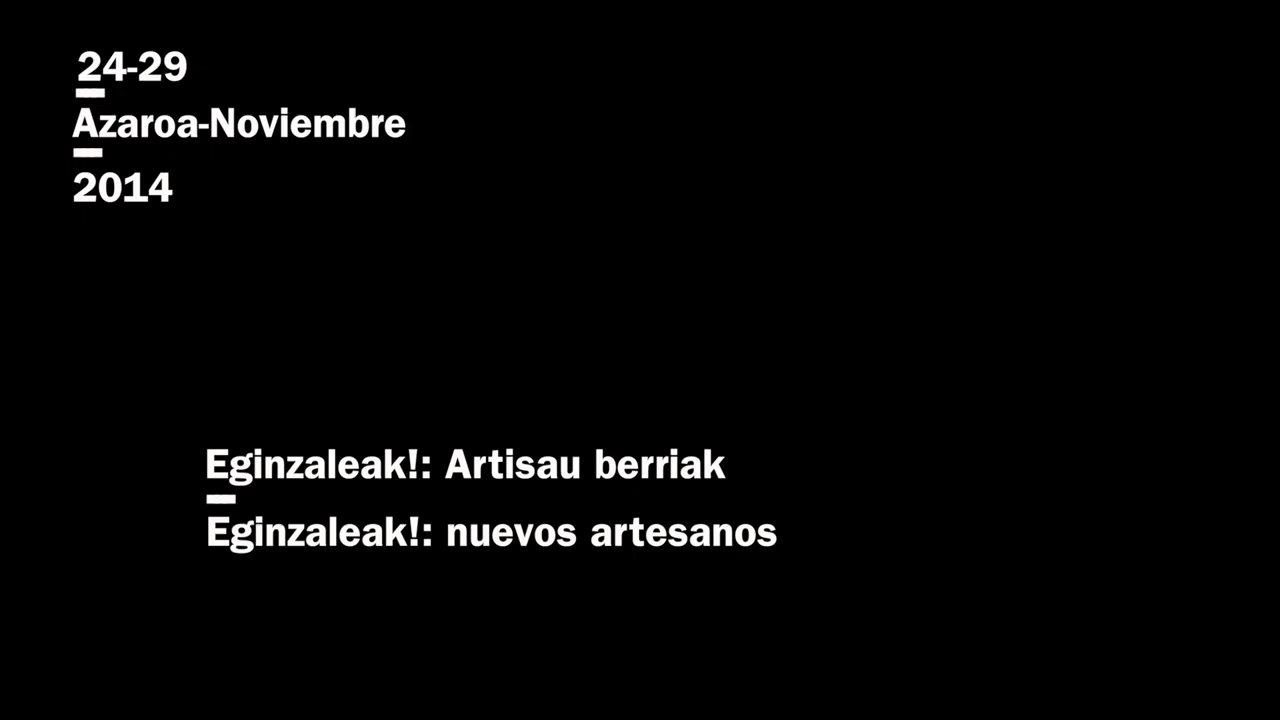 24-29
Azaroa-Noviembre
2014
Eginzaleak!: Artisau berriak
Eginzaleak!: nuevos artesanos